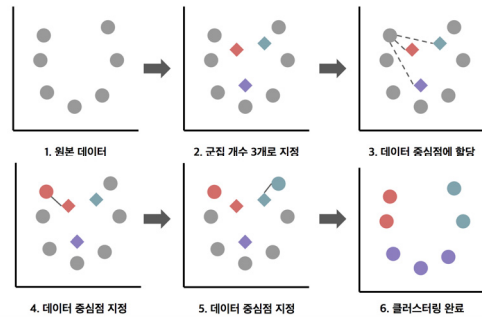 1. 원본 데이터
2. 군집 개수 3개로 지정
3. 데이터 중심점에 할당
4. 데이터 중심점 지정
5. 데이터 중심점 지정
6. 클러스터링 완료